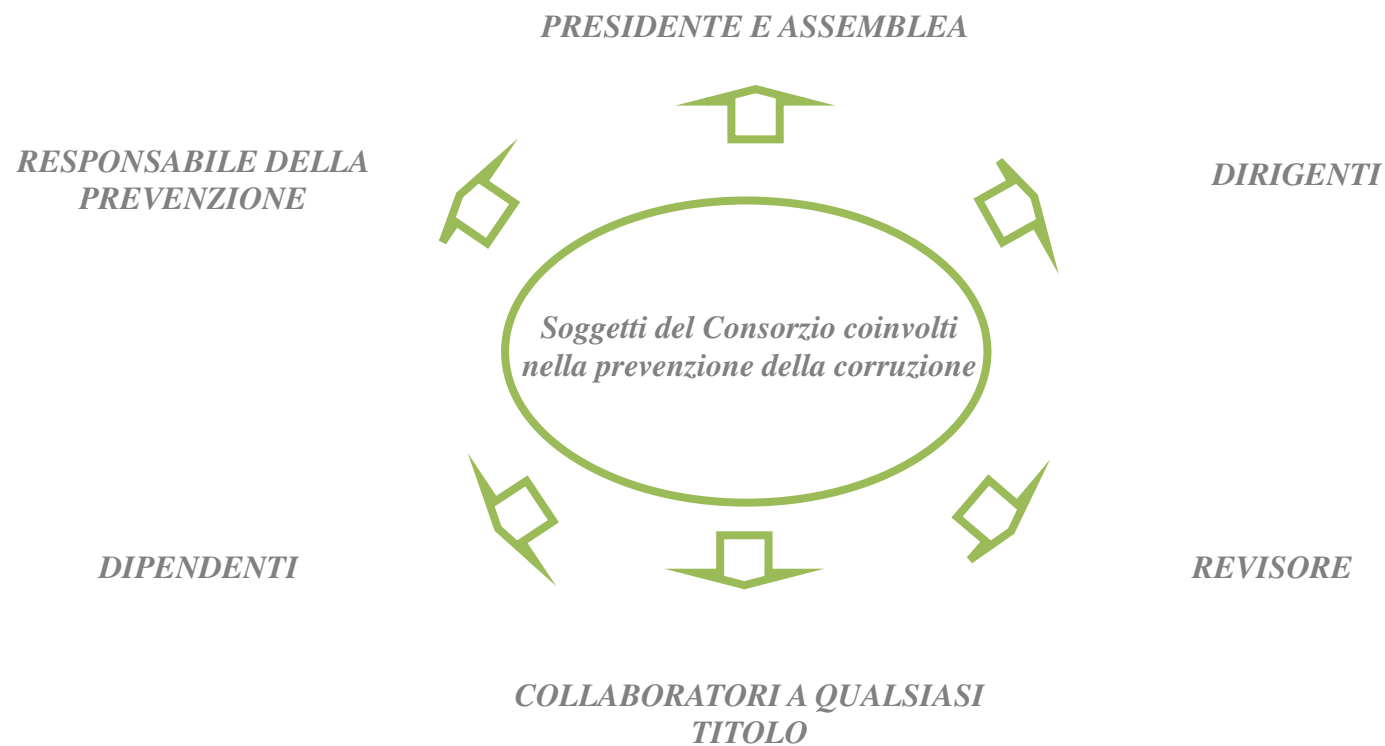 PRESIDENTE E ASSEMBLEA
RESPONSABILE DELLA
PREVENZIONE
DIRIGENTI
Soggetti del Consorzio coinvolti
nella prevenzione della corruzione
DIPENDENTI
REVISORE
COLLABORATORI A QUALSIASI
TITOLO